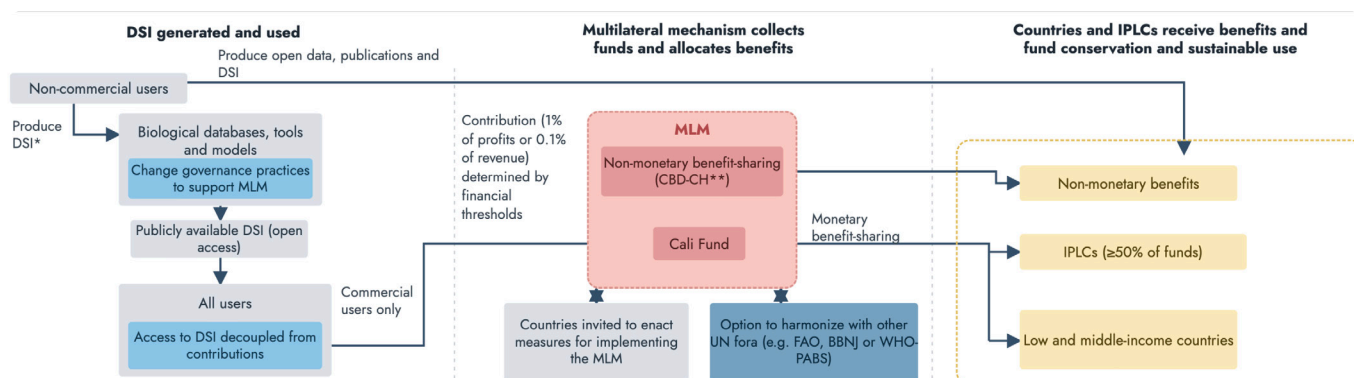 DSI generated and used
Multilateral mechanism collects
funds and allocates benefits
Countries and IPLCs receive benefits and
fund conservation and sustainable use
Produce open data, publications and
DSI
Non-commercial users
Produce
DSI*
Biological databases, tools
and models
Change governance practices
to support MLM
Publicly available DSI (open
access)
All users
Access to DSI decoupled from
contributions
Commercial
users only
Contribution (1%
of profits or 0.1%
of revenue)
determined by
financial
thresholds
MLM
Non-monetary benefit-sharing
(CBD-CH**)
Cali Fund
Monetary
benefit-sharing
Countries invited to enact
measures for implementing
the MLM
Option to harmonize with other
UN fora (e.g. FAO, BBNJ or WHO-
PABS)
Non-monetary benefits
IPLCs (≥50% of funds)
Low and middle-income countries